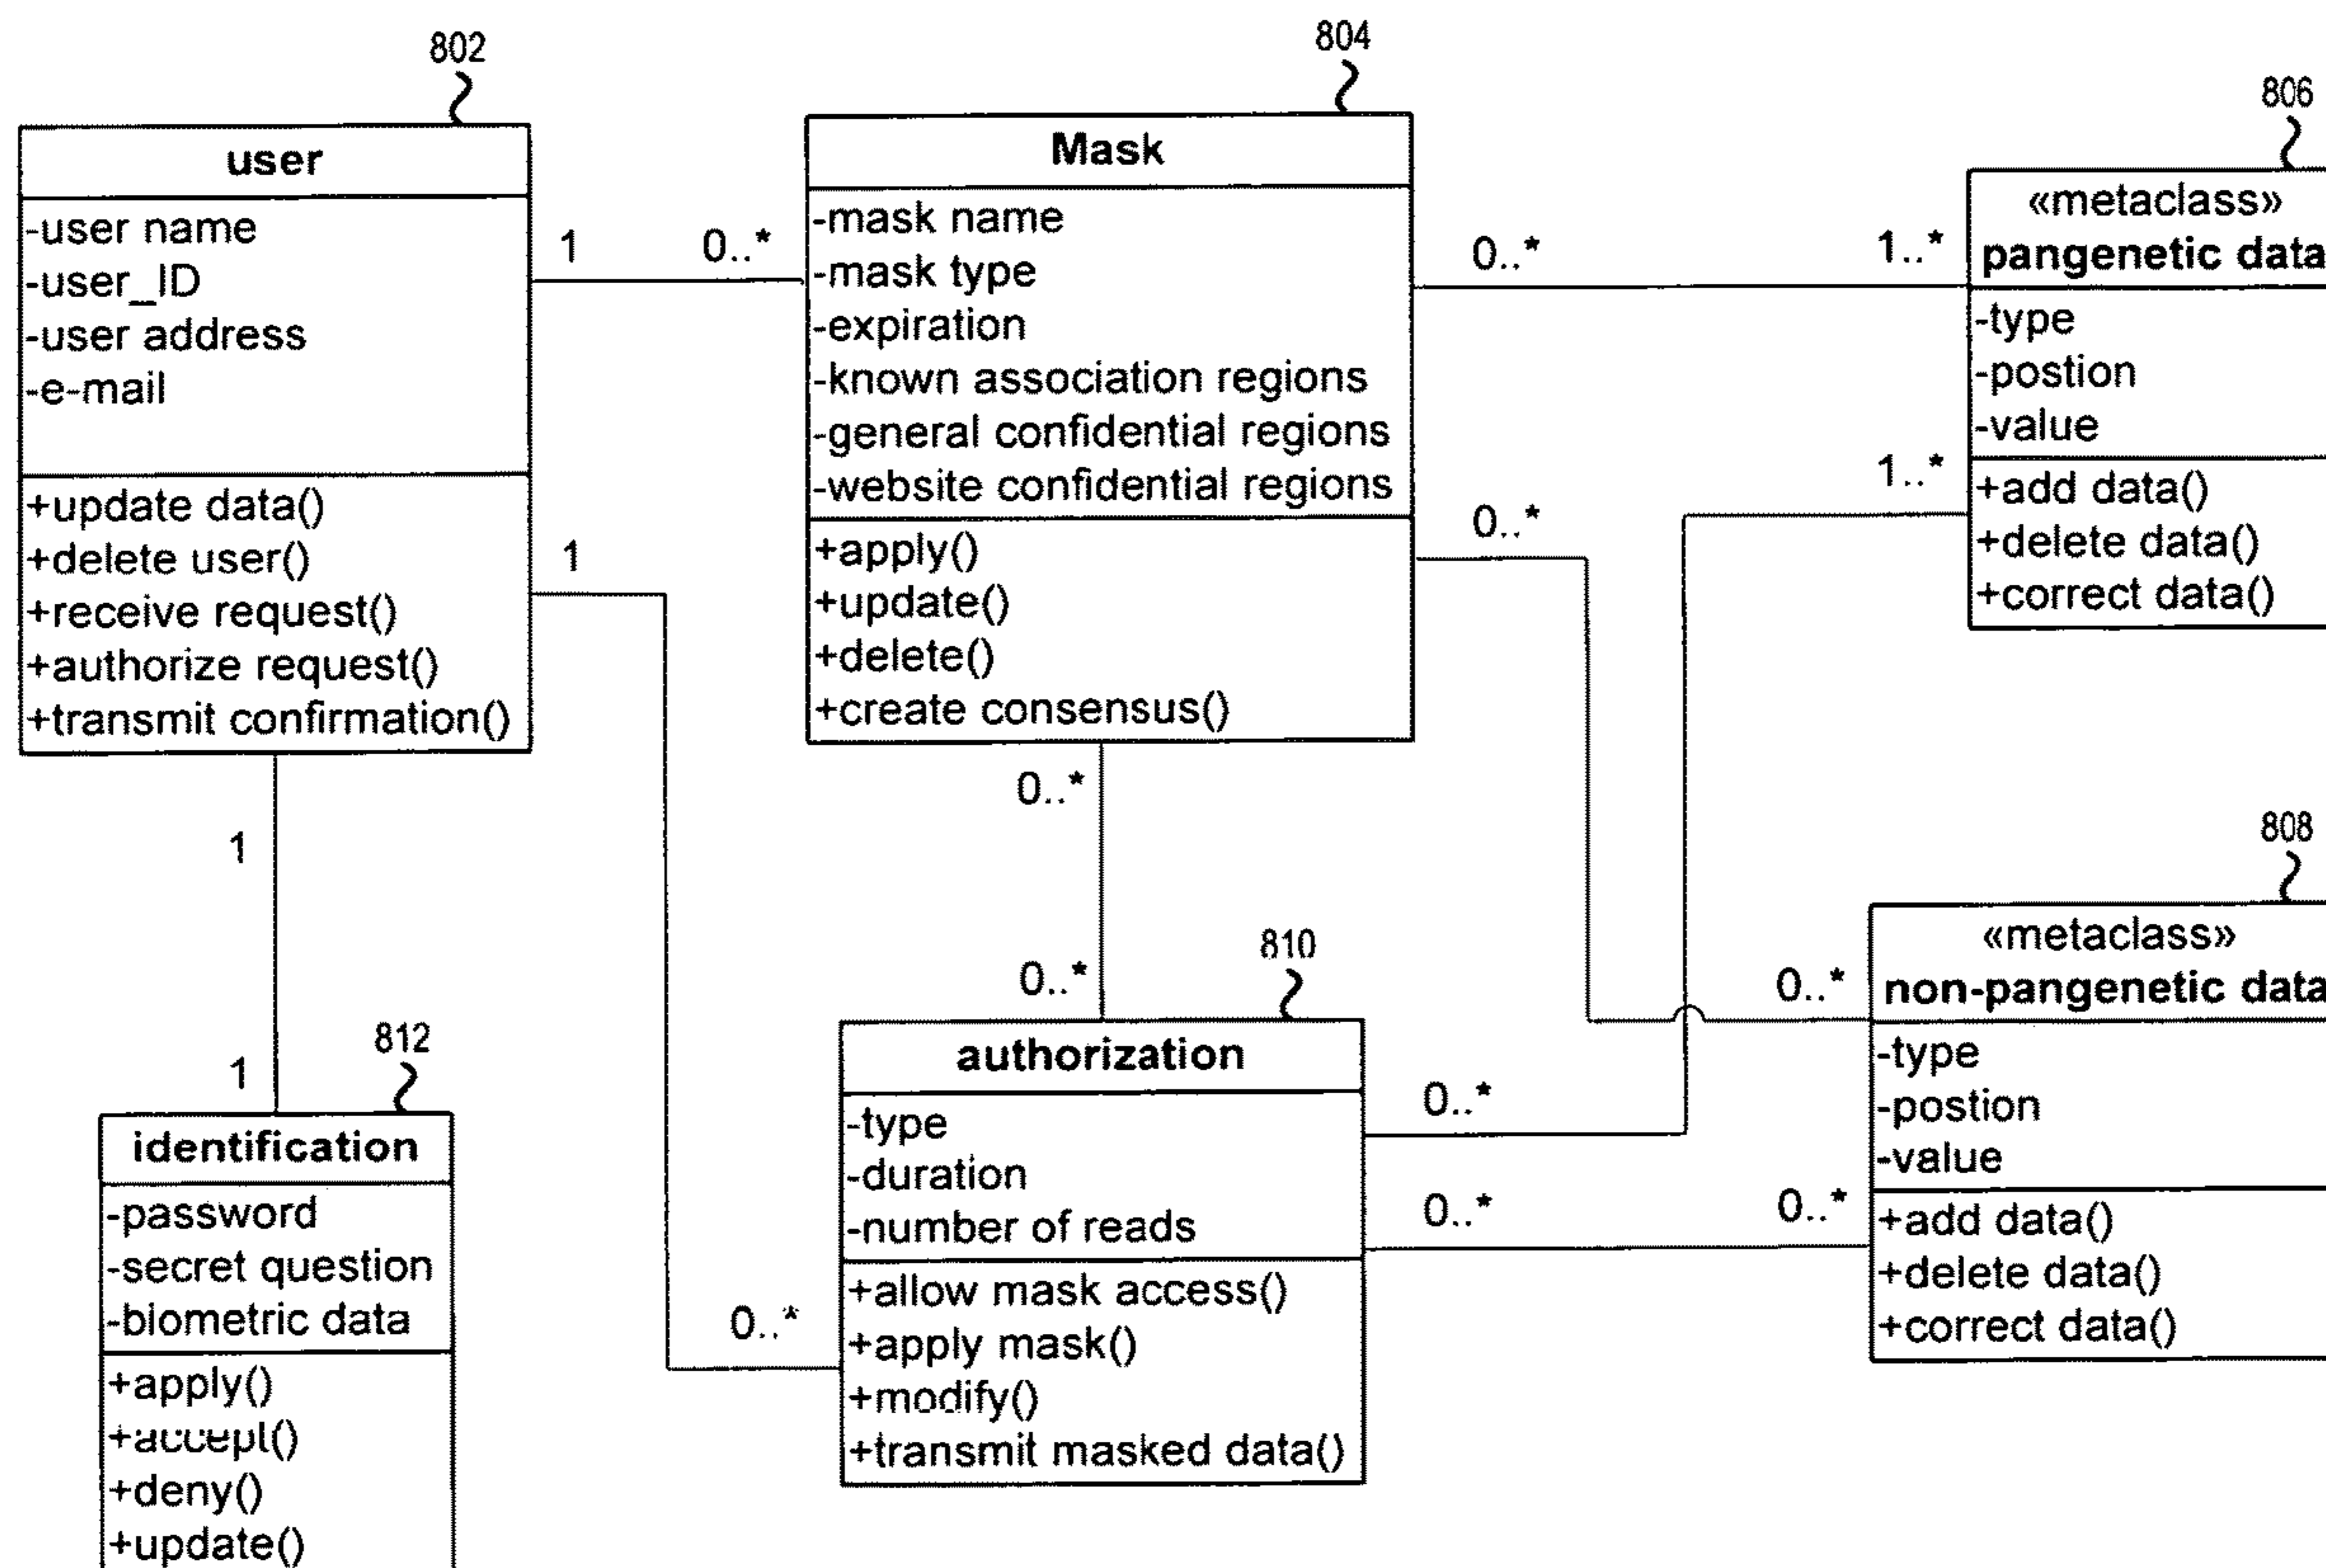 802
user
-user name
-user_ID
-user address
-e-mail
+update data()
+delete user()
+receive request()
+authorize request()
+transmit confirmation()
1
0..*
1
804
Mask
-mask name
-mask type
-expiration
-known association regions
-general confidential regions
-website confidential regions
+apply()
+update()
+delete()
+create consensus()
0..*
1..*
0..*
1..*
806
«metaclass»
pangenetic data
-type
-postion
-value
+add data()
+delete data()
+correct data()
1
1
812
identification
-password
-secret question
-biometric data
+apply()
+accept()
+deny()
+update()
0..*
0..*
0..*
810
authorization
-type
-duration
-number of reads
+allow mask access()
+apply mask()
+modify()
+transmit masked data()
0..*
0..*
0..*
0..*
808
«metaclass»
non-pangenetic data
-type
-postion
-value
+add data()
+delete data()
+correct data()